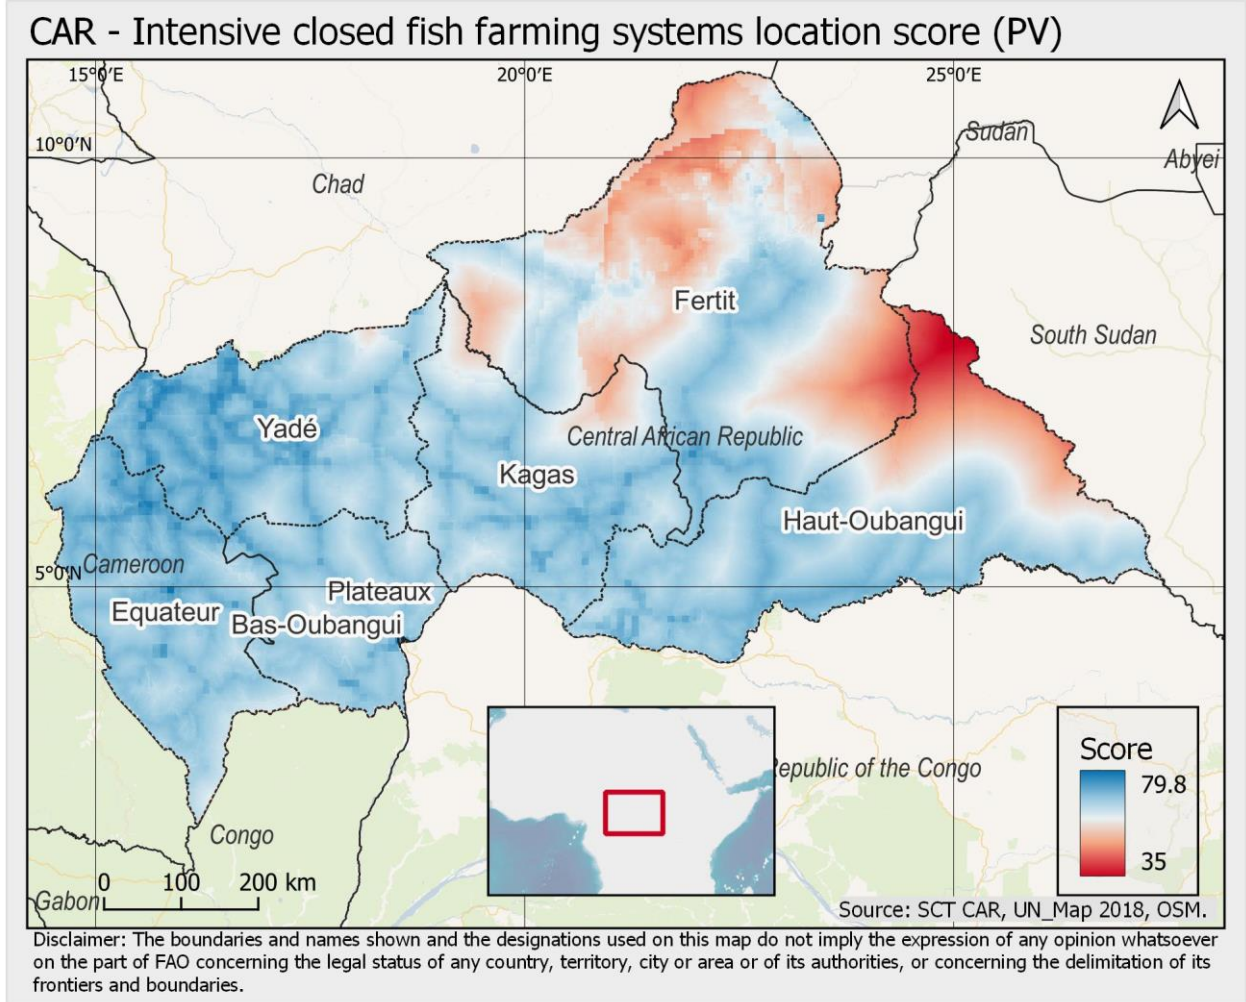 CAR - Intensive closed fish farming systems location score (PV)
15°0′E
20°0′E
25°0′E
Sudan
10°0′N
Abyei
Chad
Fertit
South Sudan
Yadé
Central African Republic
Kagas
Haut-Oubangui
Cameroon
5°0′N
Plateaux
Equateur
Bas-Oubangui
Score
79.8
Republic of the Congo
35
Congo
0 100 200 km
Gabon
Source: SCT CAR, UN_Map 2018, OSM.
Disclaimer: The boundaries and names shown and the designations used on this map do not imply the expression of any opinion whatsoever
on the part of FAO concerning the legal status of any country, territory, city or area or of its authorities, or concerning the delimitation of its
frontiers and boundaries.